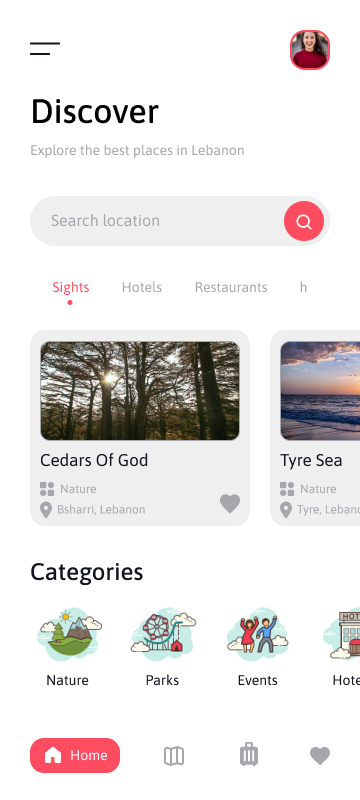 Discover
Explore the best places in Lebanon
Search location
Sights Hotels Restaurants h
Cedars Of God
Nature
Bsharri, Lebanon
Tyre Sea
Nature
Tyre, Lebano
Categories
HOT
Nature Parks Events Hote
Home